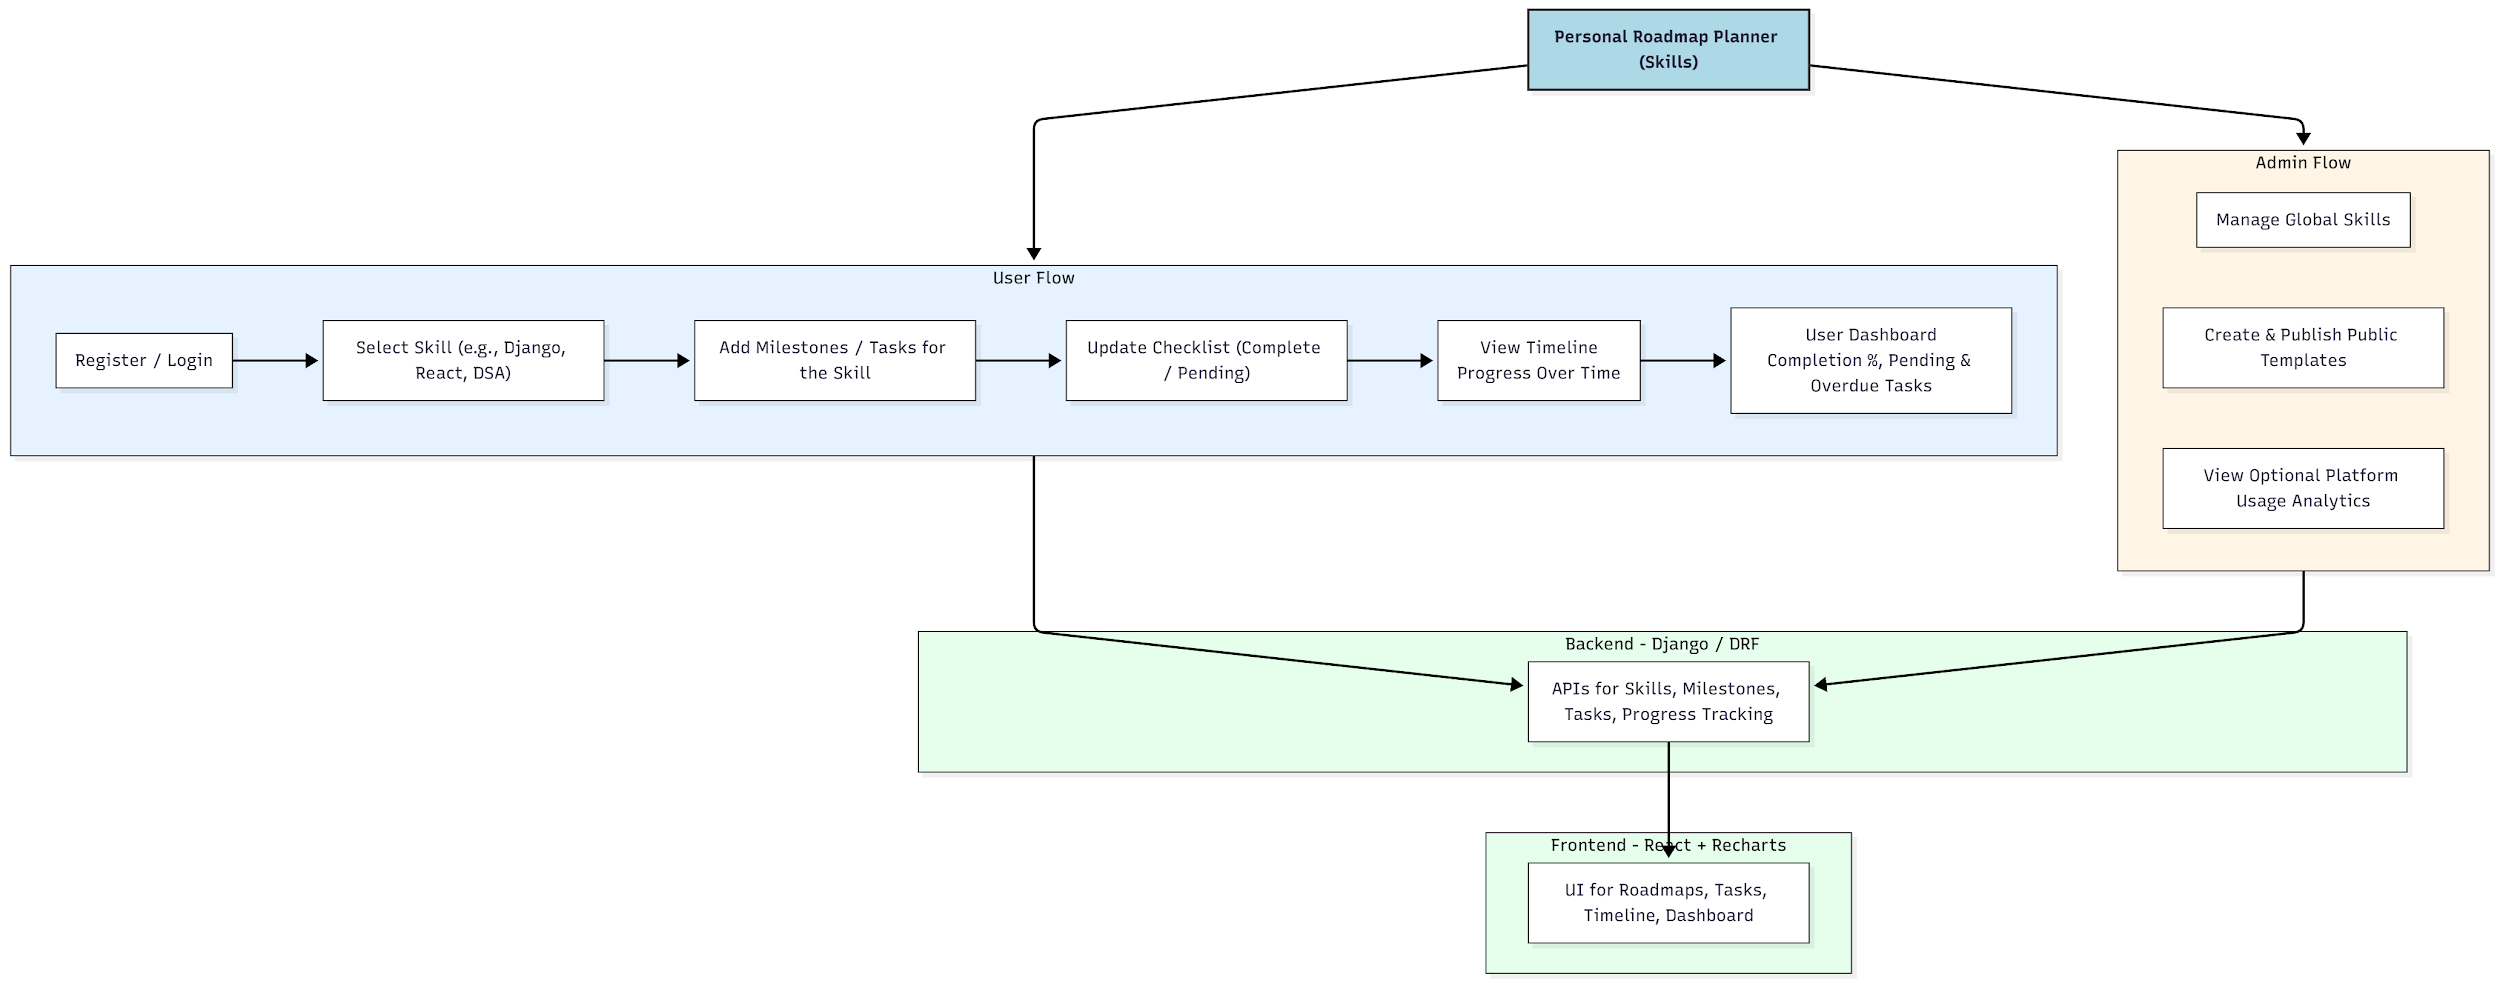 Personal Roadmap Planner
(Skills)
Admin Flow
Manage Global Skills
Create & Publish Public
Templates
View Optional Platform
Usage Analytics
User Flow
Register / Login
Select Skill (e.g., Django,
React, DSA)
Add Milestones / Tasks for
the Skill
Update Checklist (Complete
/ Pending)
View Timeline
Progress Over Time
User Dashboard
Completion %, Pending &
Overdue Tasks
Backend - Django / DRF
APIs for Skills, Milestones,
Tasks, Progress Tracking
Frontend - React + Recharts
UI for Roadmaps, Tasks,
Timeline, Dashboard